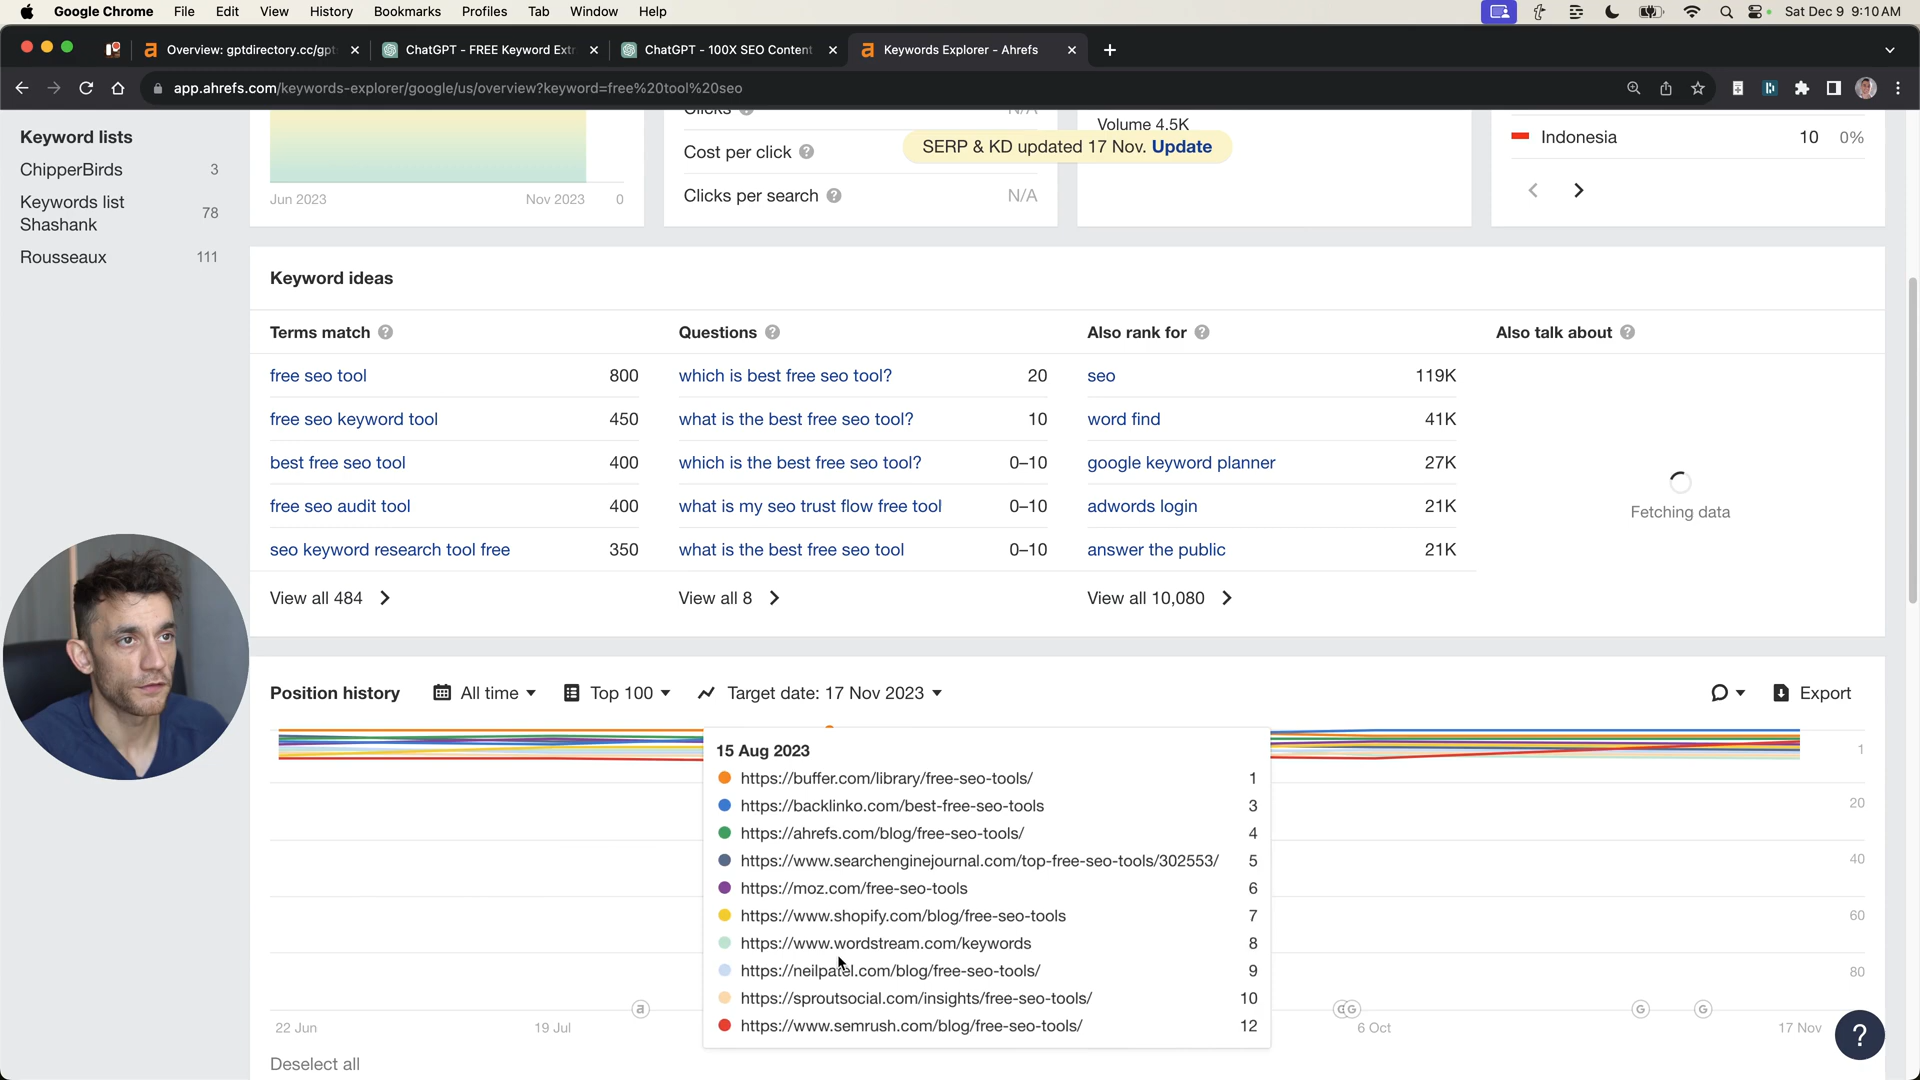 Google Chrome File Edit View History Bookmarks Profiles Tab Window Help Sat Dec 9 9:10 AM
Overview: gptdirectory.cc/gpt ChatGPT - FREE Keyword Ext ChatGPT - 100X SEO Content Keywords Explorer - Ahrefs
app.ahrefs.com/keywords-explorer/google/us/overview?keyword=free%20tool%20seo
Keyword lists
ChipperBirds 3
Keywords list
Shashank 78
Rousseaux 111
Jun 2023 Nov 2023 0
Clicks N/A
Cost per click
Clicks per search N/A
Volume 4.5K
SERP & KD updated 17 Nov. Update
Indonesia 10 0%
Keyword ideas
Terms match Questions Also rank for Also talk about
free seo tool 800 which is best free seo tool? 20 seo 119K
free seo keyword tool 450 what is the best free seo tool? 10 word find 41K
best free seo tool 400 which is the best free seo tool? 0–10 google keyword planner 27K
free seo audit tool 400 what is my seo trust flow free tool 0–10 adwords login 21K
seo keyword research tool free 350 what is the best free seo tool 0–10 answer the public 21K
Fetching data
View all 484 View all 8 View all 10,080
Position history All time Top 100 Target date: 17 Nov 2023 Export
15 Aug 2023
https://buffer.com/library/free-seo-tools/ 1
https://backlinko.com/best-free-seo-tools 3
https://ahrefs.com/blog/free-seo-tools/ 4
https://www.searchenginejournal.com/top-free-seo-tools/302553/ 5
https://moz.com/free-seo-tools 6
https://www.shopify.com/blog/free-seo-tools 7
https://www.wordstream.com/keywords 8
https://neilpatel.com/blog/free-seo-tools/ 9
https://sproutsocial.com/insights/free-seo-tools/ 10
https://www.semrush.com/blog/free-seo-tools/ 12
1
20
40
60
80
a G G G G
22 Jun 19 Jul 6 Oct 17 Nov
Deselect all
?